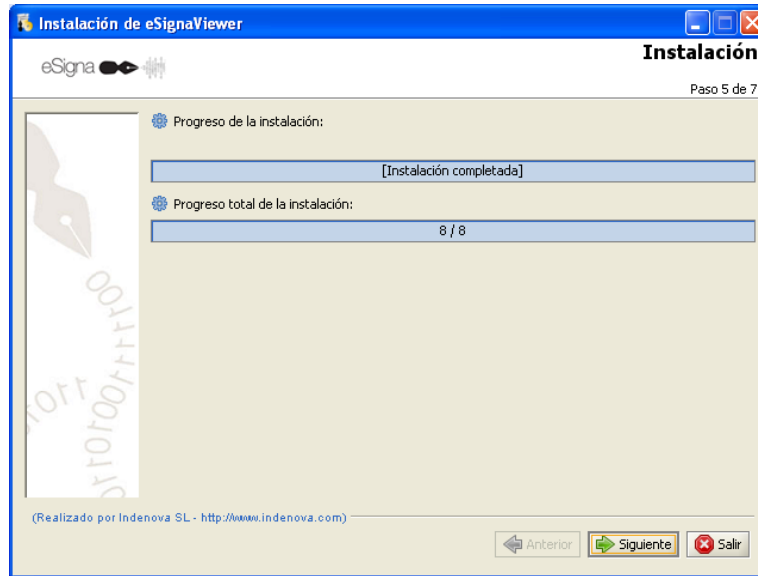 Instalación de eSignaViewer
eSigna
Instalación
Paso 5 de 7
Progreso de la instalación:
[Instalación completada]
Progreso total de la instalación:
8 / 8
(Realizado por Indenova SL - http://www.indenova.com)
Anterior
Siguiente
Salir